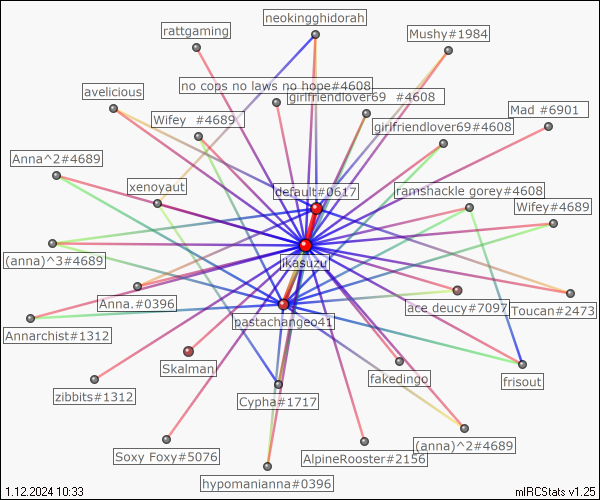 neokingghidorah
rattgaming
Mushy#1984
no cops no laws no hope#4608
avelicious
girlfriendlover69 #4608
Mad #6901
Wifey #4689
girlfriendlover69#4608
Anna^2#4689
xenoyaut
default#0617
ramshackle gorey#4608
Wifey#4689
(anna)^3#4689
ikasuzu
Anna.#0396
ace deucy#7097
Toucan#2473
Annarchist#1312
pastachangeo41
Skalman
fakedingo
frisout
zibbits#1312
Cypha#1717
(anna)^2#4689
Soxy Foxy#5076
AlpineRooster#2156
hypomanianna#0396
1.12.2024 10:33
mIRCStats v1.25